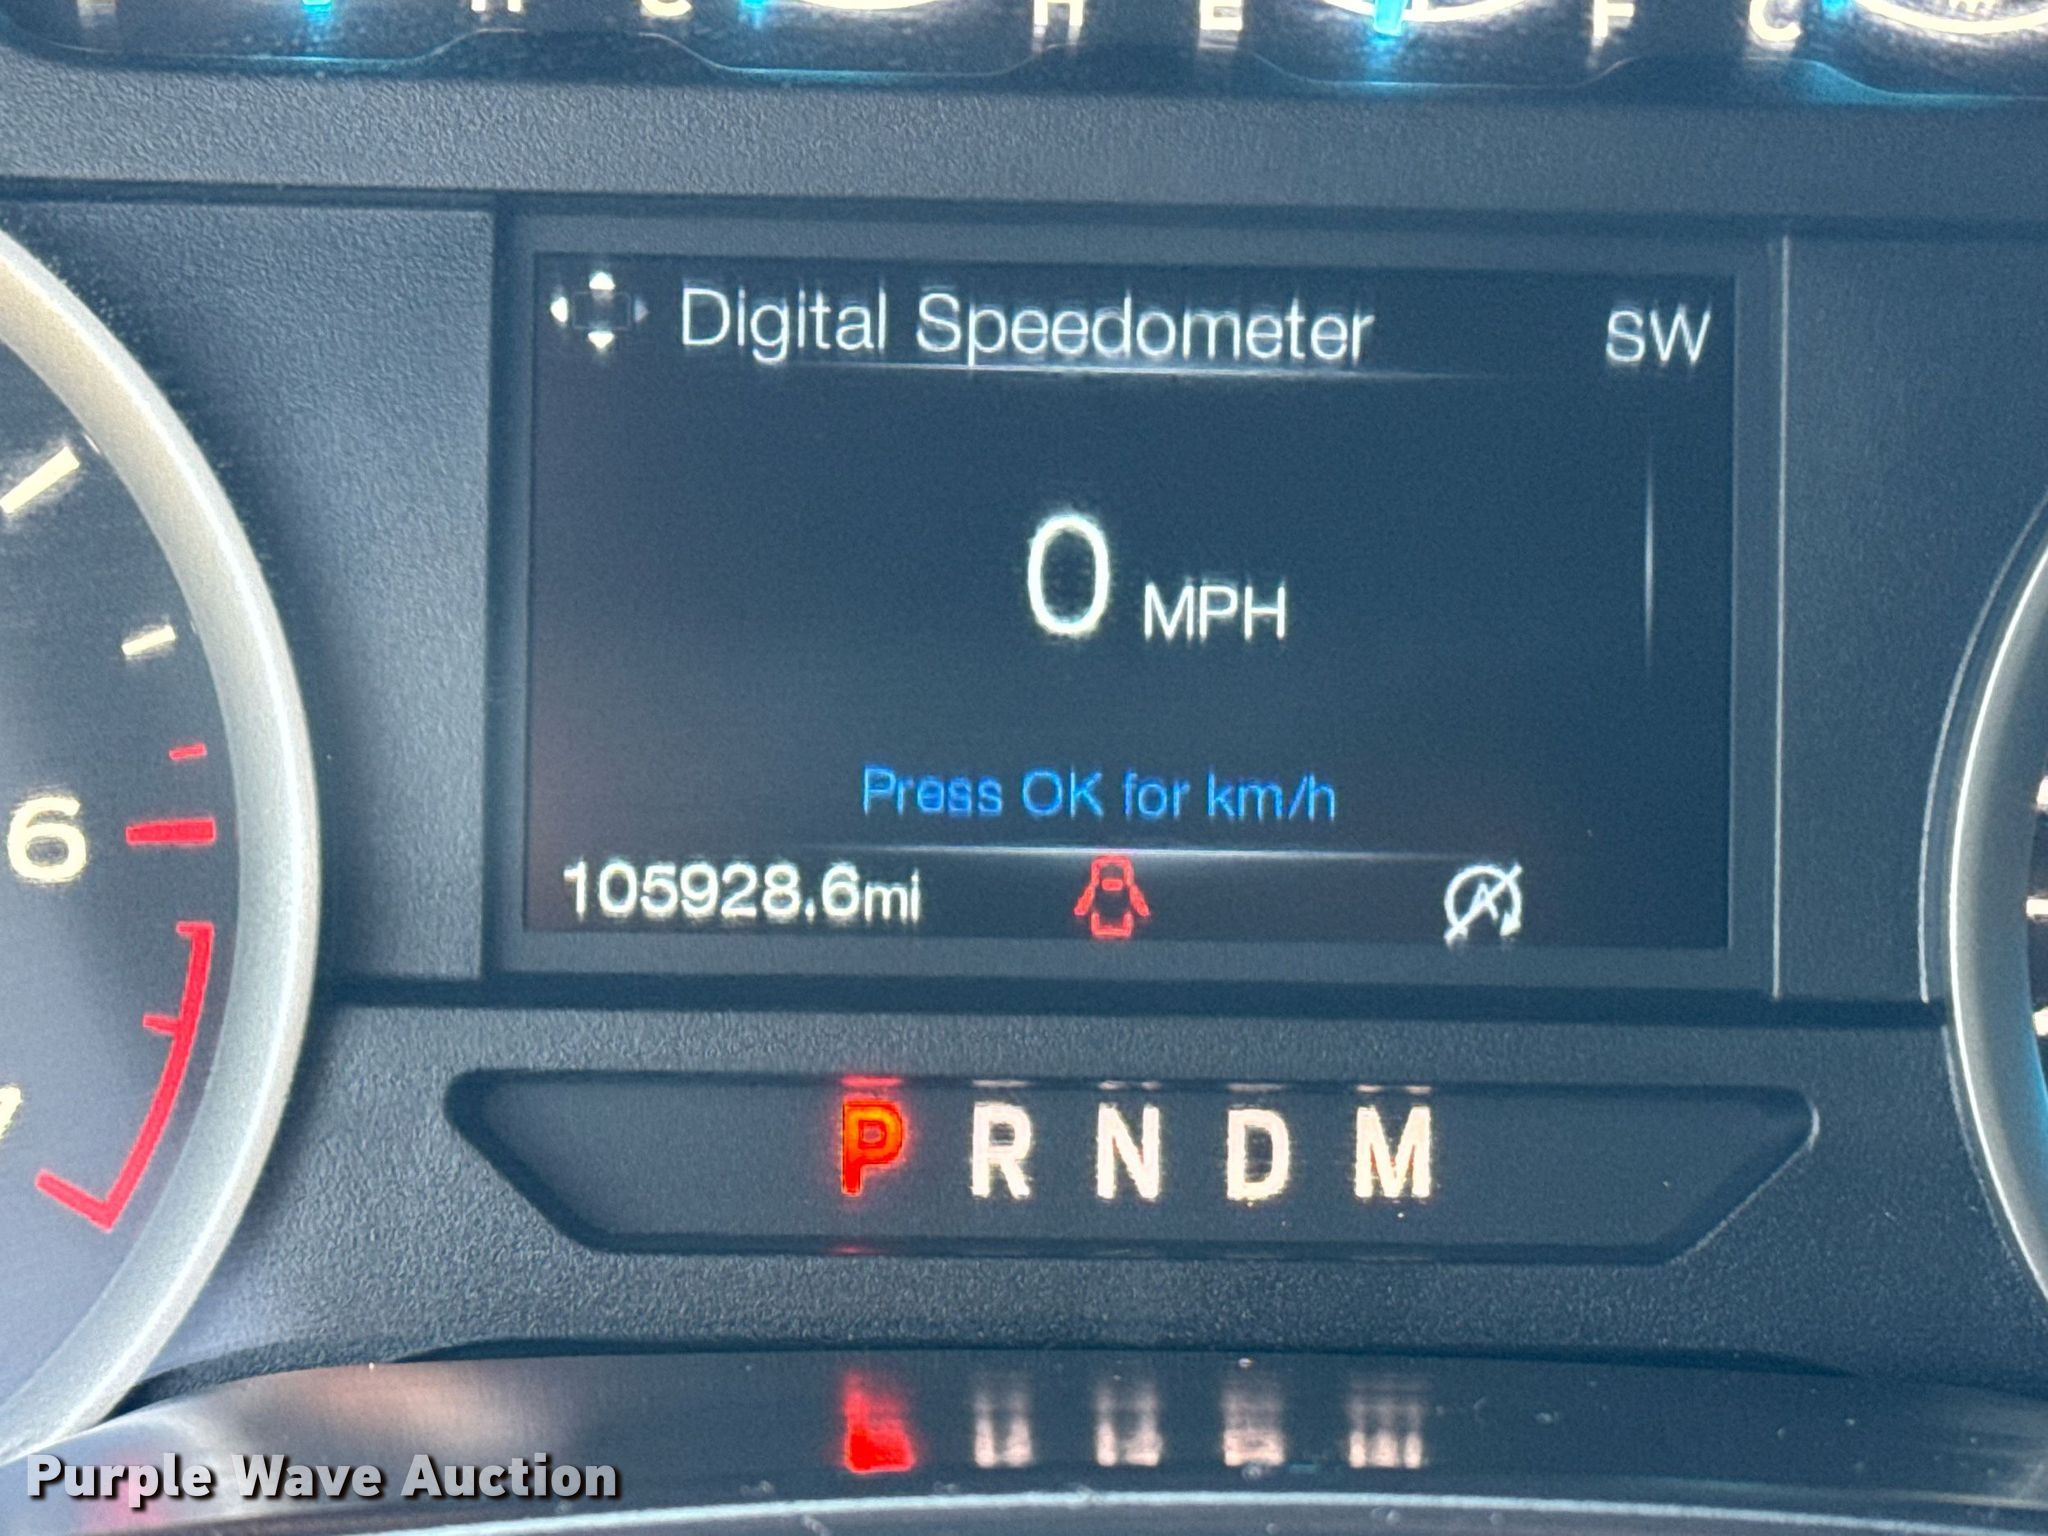 H C H E F C
Digital Speedometer SW
0 MPH
Press OK for km/h
105928.6mi
6
P R N D M
Purple Wave Auction